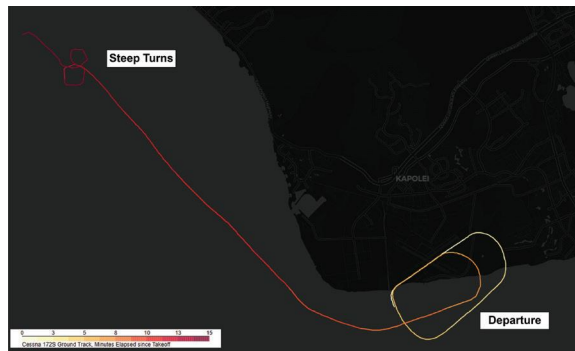 Steep Turns
KAPOLEI
Departure
0 3 5 8 10 13 15
Cessna 172S Ground Track, Minutes Elapsed since Takeoff